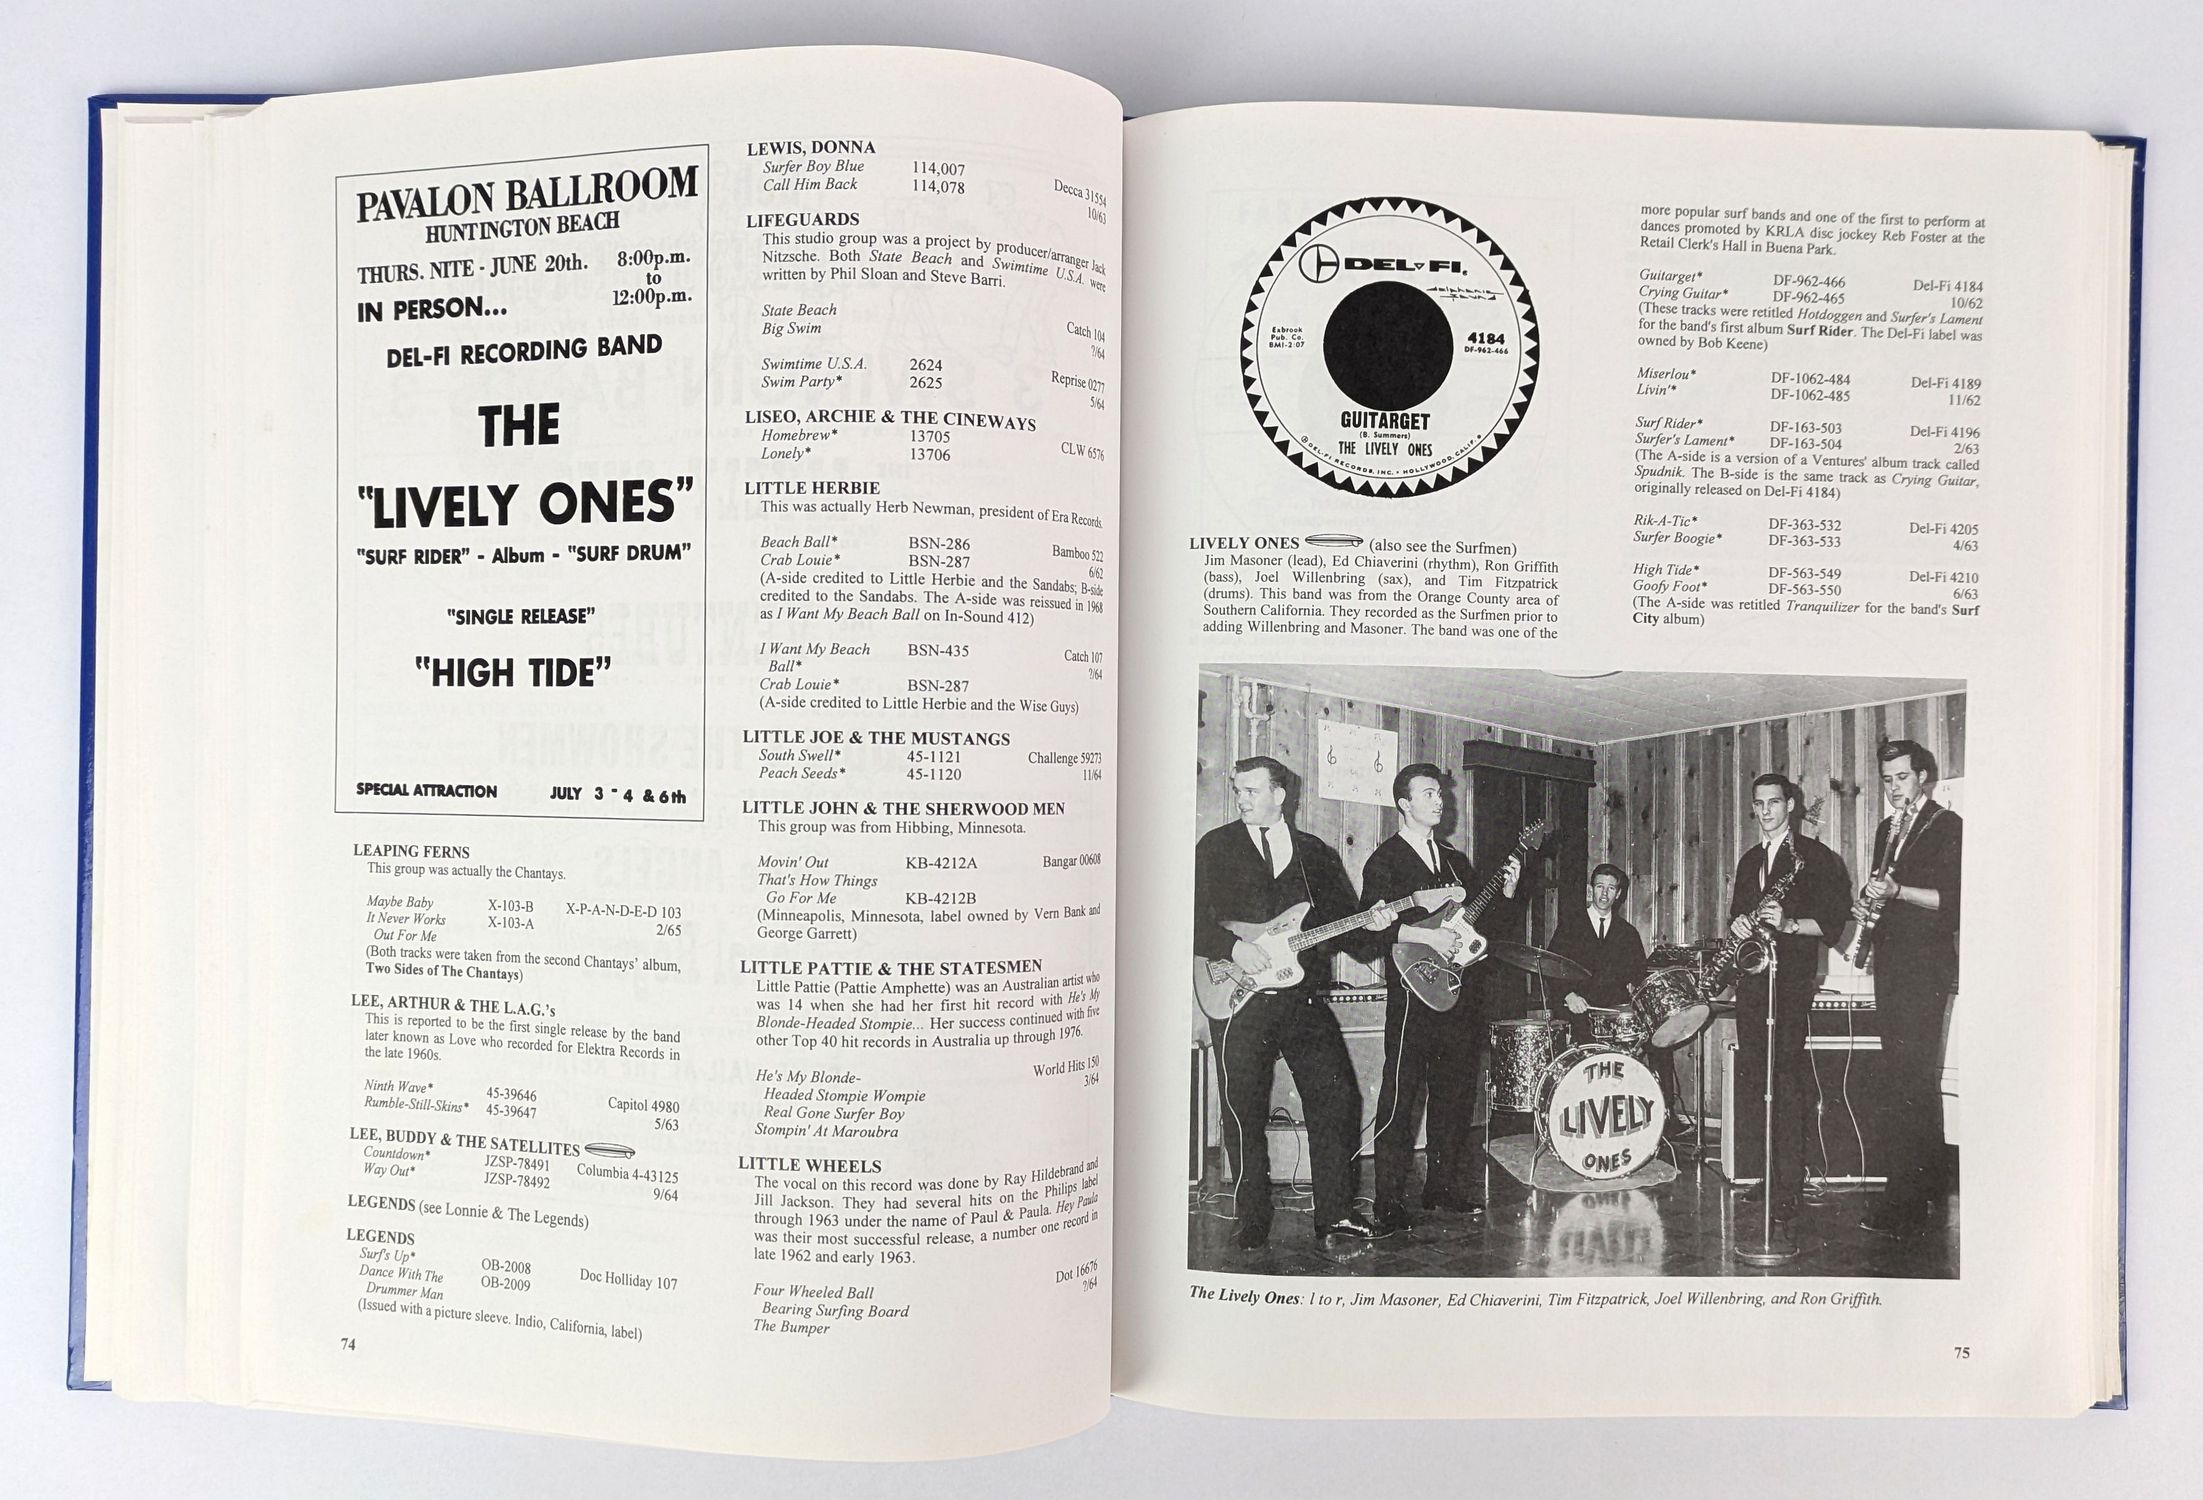 PAVALON BALLROOM
HUNTINGTON BEACH
THURS. NITE - JUNE 20th.
8:00p.m.
to
12:00p.m.
IN PERSON...
DEL-FI RECORDING BAND
THE
"LIVELY ONES"
"SURF RIDER" - Album - "SURF DRUM"
"SINGLE RELEASE"
"HIGH TIDE"
SPECIAL ATTRACTION JULY 3 - 4 & 6th
LEAPING FERNS
This group was actually the Chantays.
Maybe Baby X-103-B X-P-A-N-D-E-D 103
It Never Works X-103-A 2/65
Out For Me
(Both tracks were taken from the second Chantays' album,
Two Sides of The Chantays)
LEE, ARTHUR & THE L.A.G.'s
This is reported to be the first single release by the band
later known as Love who recorded for Elektra Records in
the late 1960s.
Ninth Wave* 45-39646 Capitol 4980
Rumble-Still-Skins* 45-39647 5/63
LEE, BUDDY & THE SATELLITES
Countdown* JZSP-78491 Columbia 4-43125
Way Out* JZSP-78492 9/64
LEGENDS (see Lonnie & The Legends)
LEGENDS
Surf's Up* OB-2008 Doc Holliday 107
Dance With The OB-2009
Drummer Man
(Issued with a picture sleeve. Indio, California, label)
74
LEWIS, DONNA
Surfer Boy Blue 114,007 Decca 31554
Call Him Back 114,078 10/63
LIFEGUARDS
This studio group was a project by producer/arranger Jack
Nitzsche. Both State Beach and Swimtime U.S.A. were
written by Phil Sloan and Steve Barri.
State Beach Catch 104
Big Swim ?/64
Swimtime U.S.A. 2624 Reprise 0277
Swim Party* 2625 5/64
LISEO, ARCHIE & THE CINEWAYS
Homebrew* 13705 CLW 6576
Lonely* 13706
LITTLE HERBIE
This was actually Herb Newman, president of Era Records.
Beach Ball* BSN-286 Bamboo 522
Crab Louie* BSN-287 6/62
(A-side credited to Little Herbie and the Sandabs; B-side
credited to the Sandabs. The A-side was reissued in 1968
as I Want My Beach Ball on In-Sound 412)
I Want My Beach BSN-435 Catch 107
Ball* ?/64
Crab Louie* BSN-287
(A-side credited to Little Herbie and the Wise Guys)
LITTLE JOE & THE MUSTANGS
South Swell* 45-1121 Challenge 59273
Peach Seeds* 45-1120 11/64
LITTLE JOHN & THE SHERWOOD MEN
This group was from Hibbing, Minnesota.
Movin' Out KB-4212A Bangar 00608
That's How Things
Go For Me KB-4212B
(Minneapolis, Minnesota, label owned by Vern Bank and
George Garrett)
LITTLE PATTIE & THE STATESMEN
Little Pattie (Pattie Amphette) was an Australian artist who
was 14 when she had her first hit record with He's My
Blonde-Headed Stompie... Her success continued with five
other Top 40 hit records in Australia up through 1976.
He's My Blonde- World Hits 150
Headed Stompie Wompie 3/64
Real Gone Surfer Boy
Stompin' At Maroubra
LITTLE WHEELS
The vocal on this record was done by Ray Hildebrand and
Jill Jackson. They had several hits on the Philips label
through 1963 under the name of Paul & Paula. Hey Paula
was their most successful release, a number one record in
late 1962 and early 1963.
Four Wheeled Ball Dot 16676
Bearing Surfing Board ?/64
The Bumper
DEL-FI.
Exbrook
Pub. Co.
BMI-2:07
4184
DF-962-466
GUITARGET
(B. Summers)
THE LIVELY ONES
DEL-FI RECORDS, INC. • HOLLYWOOD, CALIF.
LIVELY ONES (also see the Surfmen)
Jim Masoner (lead), Ed Chiaverini (rhythm), Ron Griffith
(bass), Joel Willenbring (sax), and Tim Fitzpatrick
(drums). This band was from the Orange County area of
Southern California. They recorded as the Surfmen prior to
adding Willenbring and Masoner. The band was one of the
more popular surf bands and one of the first to perform at
dances promoted by KRLA disc jockey Reb Foster at the
Retail Clerk's Hall in Buena Park.
Guitarget* DF-962-466 Del-Fi 4184
Crying Guitar* DF-962-465 10/62
(These tracks were retitled Hotdoggen and Surfer's Lament
for the band's first album Surf Rider. The Del-Fi label was
owned by Bob Keene)
Miserlou* DF-1062-484 Del-Fi 4189
Livin'* DF-1062-485 11/62
Surf Rider* DF-163-503 Del-Fi 4196
Surfer's Lament* DF-163-504 2/63
(The A-side is a version of a Ventures' album track called
Spudnik. The B-side is the same track as Crying Guitar,
originally released on Del-Fi 4184)
Rik-A-Tic* DF-363-532 Del-Fi 4205
Surfer Boogie* DF-363-533 4/63
High Tide* DF-563-549 Del-Fi 4210
Goofy Foot* DF-563-550 6/63
(The A-side was retitled Tranquilizer for the band's Surf
City album)
THE
LIVELY
ONES
The Lively Ones: l to r, Jim Masoner, Ed Chiaverini, Tim Fitzpatrick, Joel Willenbring, and Ron Griffith.
75